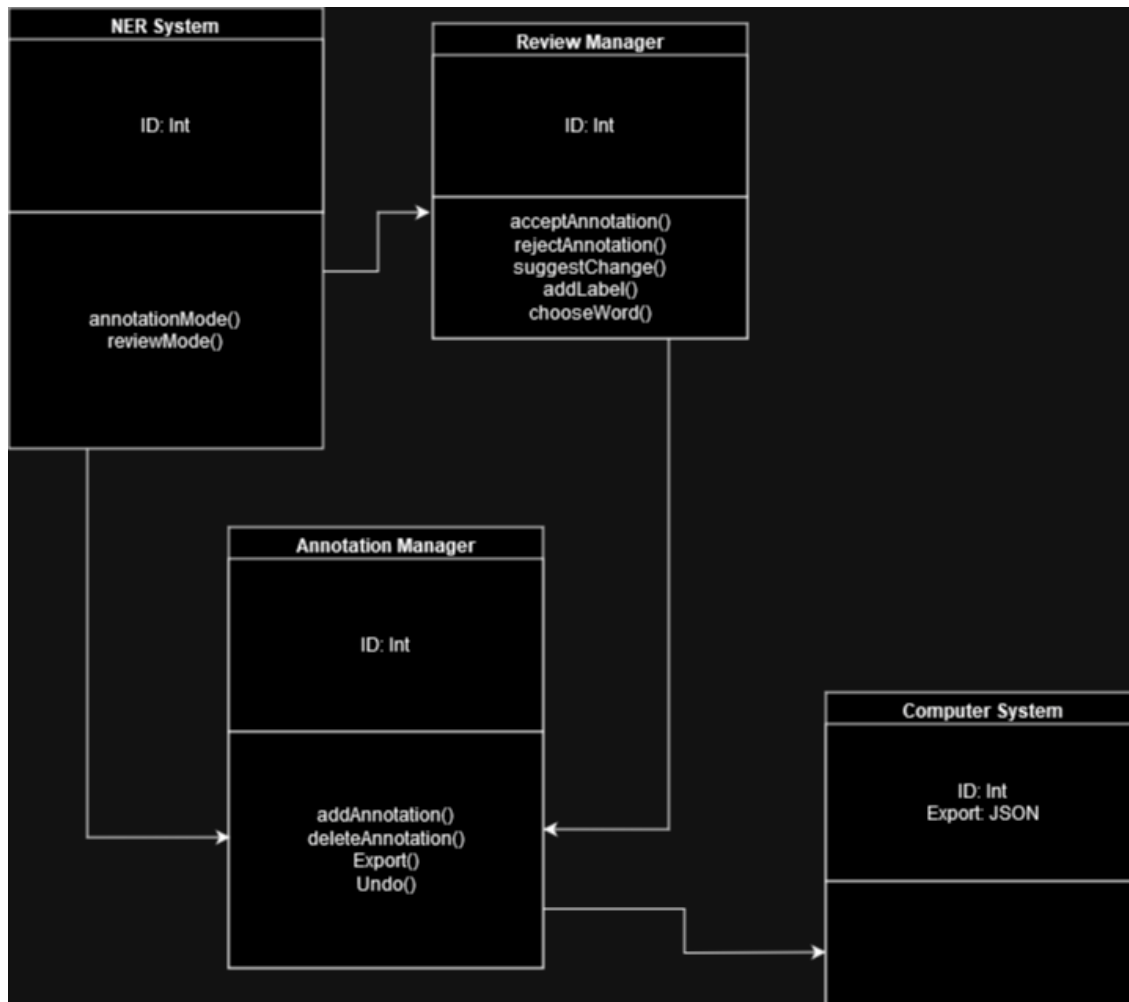 NER System
ID: Int
annotationMode()
reviewMode()
Review Manager
ID: Int
acceptAnnotation()
rejectAnnotation()
suggestChange()
addLabel()
chooseWord()
Annotation Manager
ID: Int
addAnnotation()
deleteAnnotation()
Export()
Undo()
Computer System
ID: Int
Export: JSON